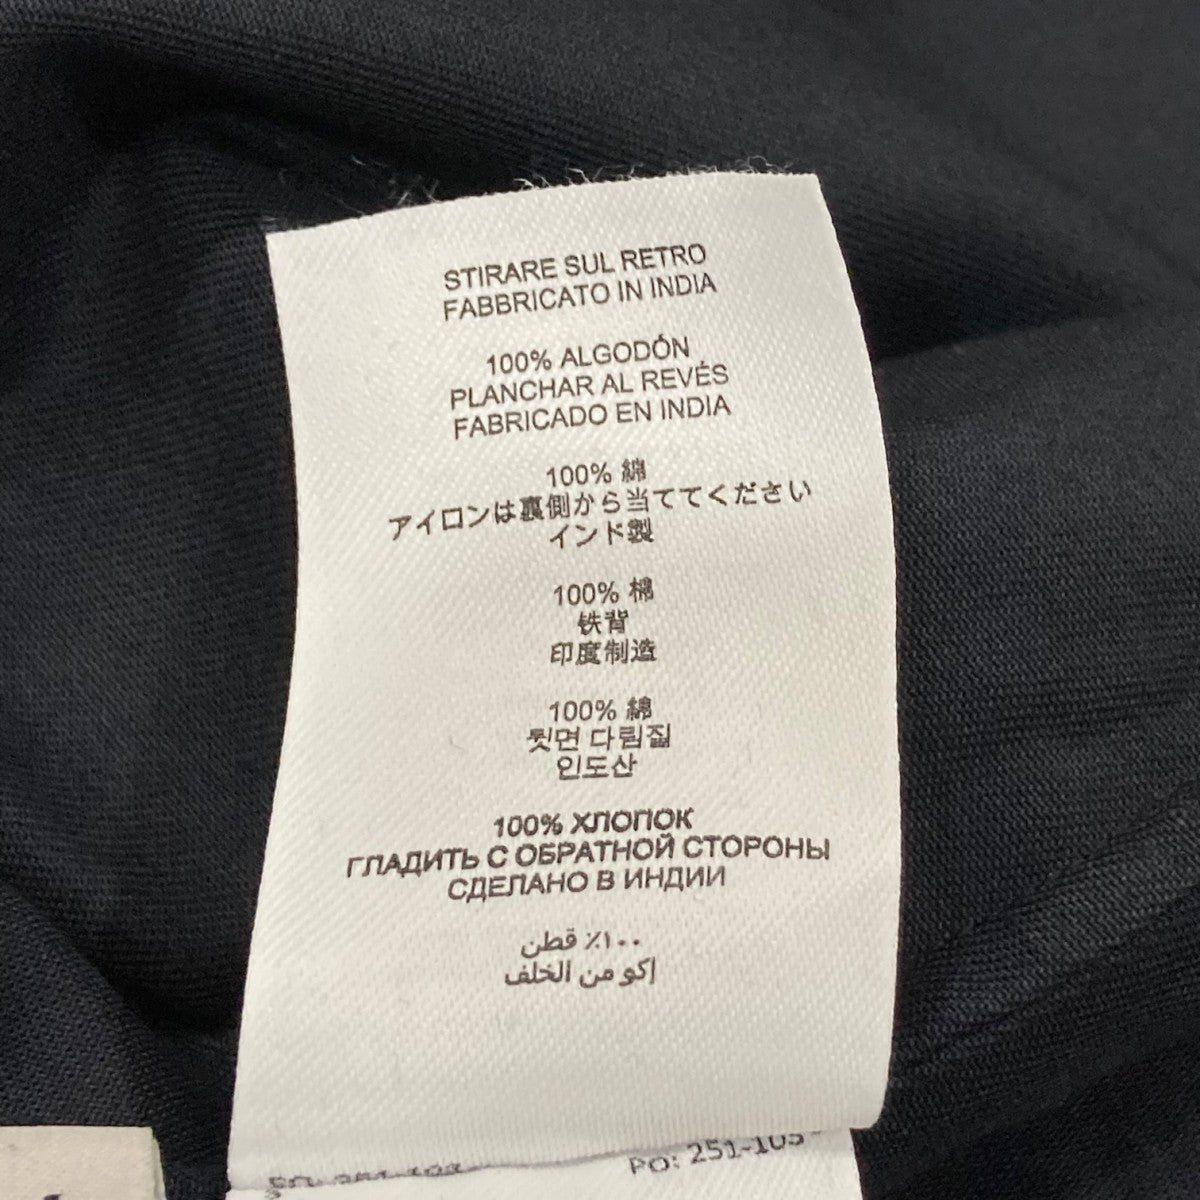 STIRARE SUL RETRO
FABBRICATO IN INDIA
100% ALGODÓN
PLANCHAR AL REVÉS
FABRICADO EN INDIA
100% 綿
アイロンは裏側から当ててください
インド製
100% 棉
铁背
印度制造
100% 綿
뒷면 다림질
인도산
100% ХЛОПОК
ГЛАДИТЬ С ОБРАТНОЙ СТОРОНЫ
СДЕЛАНО В ИНДИИ
١٠٠٪ قطن
إكو من الخلف
PO: 251-103